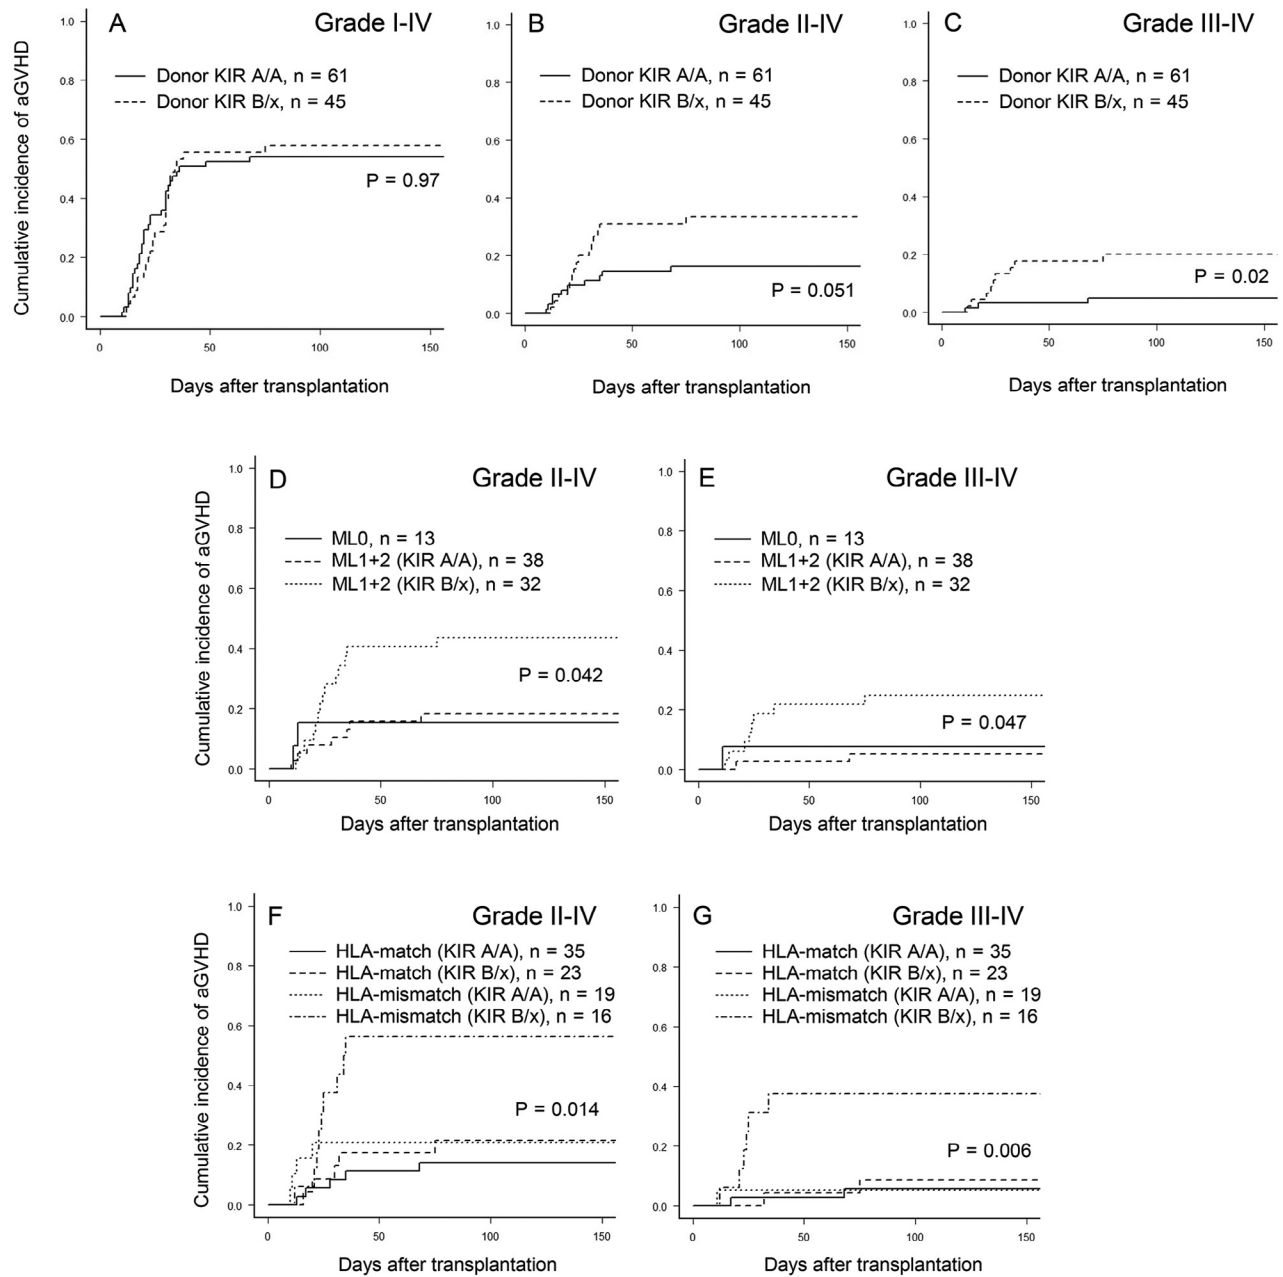 A
Grade I-IV
Cumulative incidence of aGVHD
1.0
0.8
0.6
0.4
0.2
0.0
Donor KIR A/A, n = 61
Donor KIR B/x, n = 45
P = 0.97
0
50
100
150
Days after transplantation
B
Grade II-IV
1.0
0.8
0.6
0.4
0.2
0.0
Donor KIR A/A, n = 61
Donor KIR B/x, n = 45
P = 0.051
0
50
100
150
Days after transplantation
C
Grade III-IV
1.0
0.8
0.6
0.4
0.2
0.0
Donor KIR A/A, n = 61
Donor KIR B/x, n = 45
P = 0.02
0
50
100
150
Days after transplantation
D
Grade II-IV
Cumulative incidence of aGVHD
1.0
0.8
0.6
0.4
0.2
0.0
ML0, n = 13
ML1+2 (KIR A/A), n = 38
ML1+2 (KIR B/x), n = 32
P = 0.042
0
50
100
150
Days after transplantation
E
Grade III-IV
1.0
0.8
0.6
0.4
0.2
0.0
ML0, n = 13
ML1+2 (KIR A/A), n = 38
ML1+2 (KIR B/x), n = 32
P = 0.047
0
50
100
150
Days after transplantation
F
Grade II-IV
Cumulative incidence of aGVHD
1.0
0.8
0.6
0.4
0.2
0.0
HLA-match (KIR A/A), n = 35
HLA-match (KIR B/x), n = 23
HLA-mismatch (KIR A/A), n = 19
HLA-mismatch (KIR B/x), n = 16
P = 0.014
0
50
100
150
Days after transplantation
G
Grade III-IV
1.0
0.8
0.6
0.4
0.2
0.0
HLA-match (KIR A/A), n = 35
HLA-match (KIR B/x), n = 23
HLA-mismatch (KIR A/A), n = 19
HLA-mismatch (KIR B/x), n = 16
P = 0.006
0
50
100
150
Days after transplantation